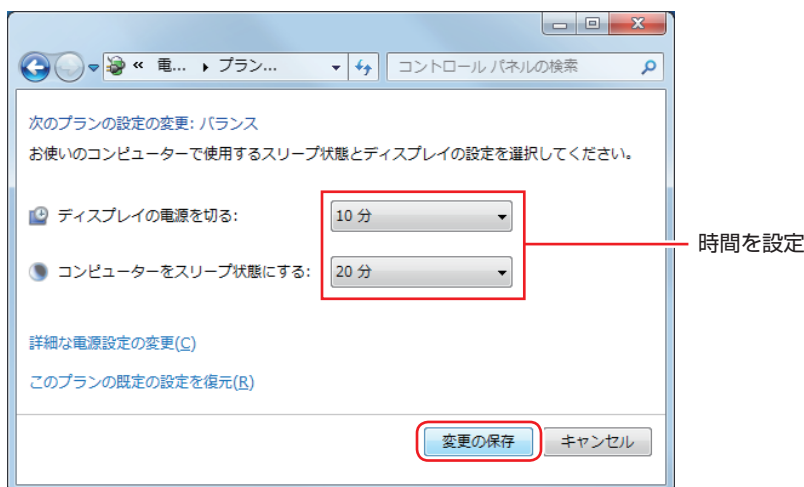 « 電... ▸ プラン... コントロール パネルの検索
次のプランの設定の変更: バランス
お使いのコンピューターで使用するスリープ状態とディスプレイの設定を選択してください。
ディスプレイの電源を切る: 10 分
時間を設定
コンピューターをスリープ状態にする: 20 分
詳細な電源設定の変更(C)
このプランの既定の設定を復元(R)
変更の保存 キャンセル